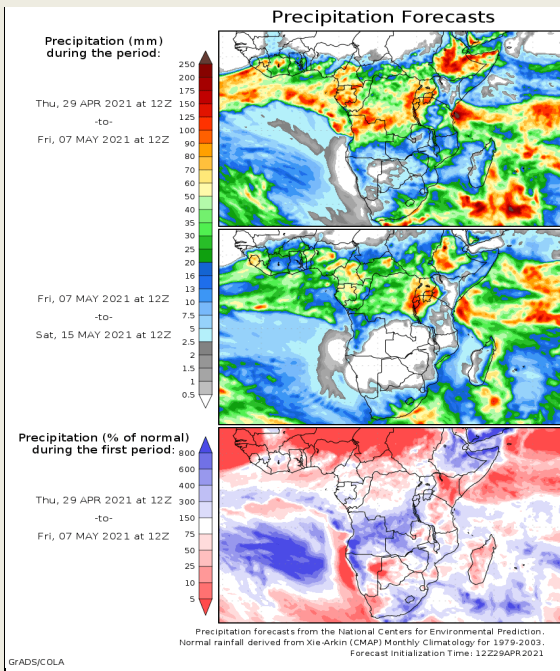 Precipitation Forecasts
Precipitation (mm)
during the period:
Thu, 29 APR 2021 at 12Z
-to-
Fri, 07 MAY 2021 at 12Z
250
200
175
150
125
100
90
80
70
60
50
40
35
30
25
20
16
13
10
7.5
5
2.5
2
1.5
1
0.5
Fri, 07 MAY 2021 at 12Z
-to-
Sat, 15 MAY 2021 at 12Z
Precipitation (% of normal)
during the first period:
Thu, 29 APR 2021 at 12Z
-to-
Fri, 07 MAY 2021 at 12Z
800
600
400
300
150
75
50
25
10
5
Precipitation forecasts from the National Centers for Environmental Prediction.
Normal rainfall derived from Xie-Arkin (CMAP) Monthly Climatology for 1979-2003.
Forecast Initialization Time: 12Z29APR2021
GrADS/COLA